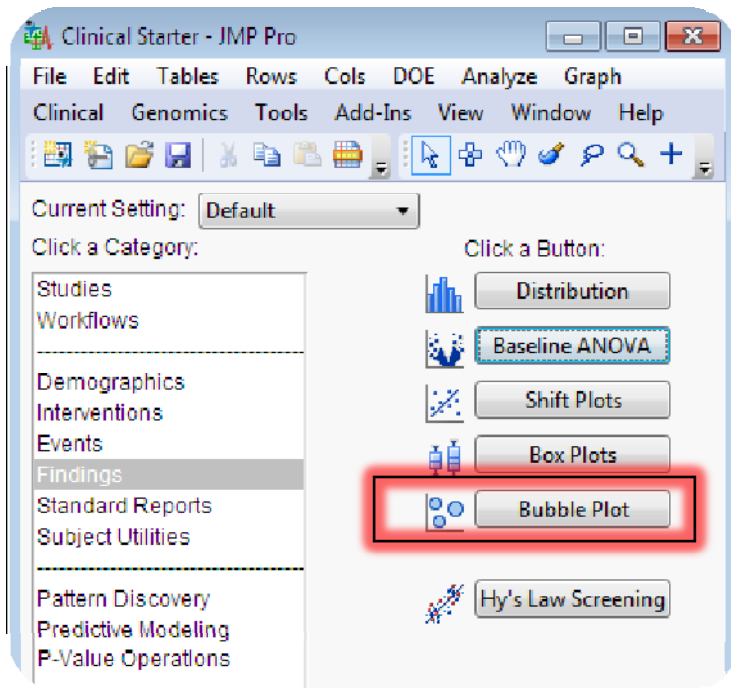 Clinical Starter - JMP Pro
File Edit Tables Rows Cols DOE Analyze Graph
Clinical Genomics Tools Add-Ins View Window Help
Current Setting: Default
Click a Category:
Studies
Workflows
Demographics
Interventions
Events
Findings
Standard Reports
Subject Utilities
Pattern Discovery
Predictive Modeling
P-Value Operations
Click a Button:
Distribution
Baseline ANOVA
Shift Plots
Box Plots
Bubble Plot
Hy's Law Screening